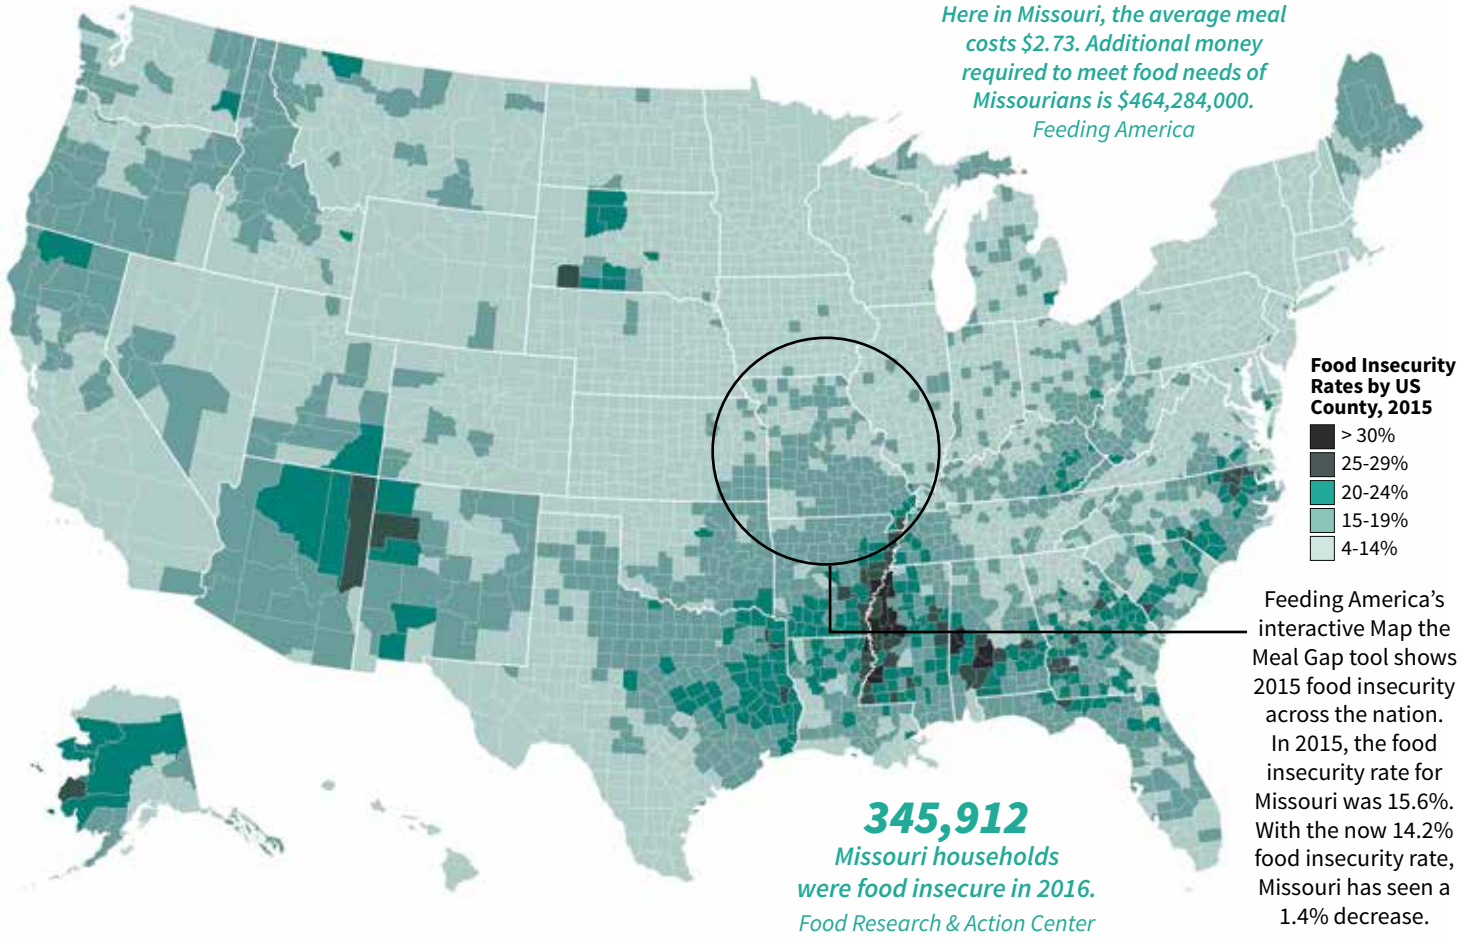 Here in Missouri, the average meal
costs $2.73. Additional money
required to meet food needs of
Missourians is $464,284,000.
Feeding America
Food Insecurity
Rates by US
County, 2015
> 30%
25-29%
20-24%
15-19%
4-14%
Feeding America’s
interactive Map the
Meal Gap tool shows
2015 food insecurity
across the nation.
In 2015, the food
insecurity rate for
Missouri was 15.6%.
With the now 14.2%
food insecurity rate,
Missouri has seen a
1.4% decrease.
345,912
Missouri households
were food insecure in 2016.
Food Research & Action Center